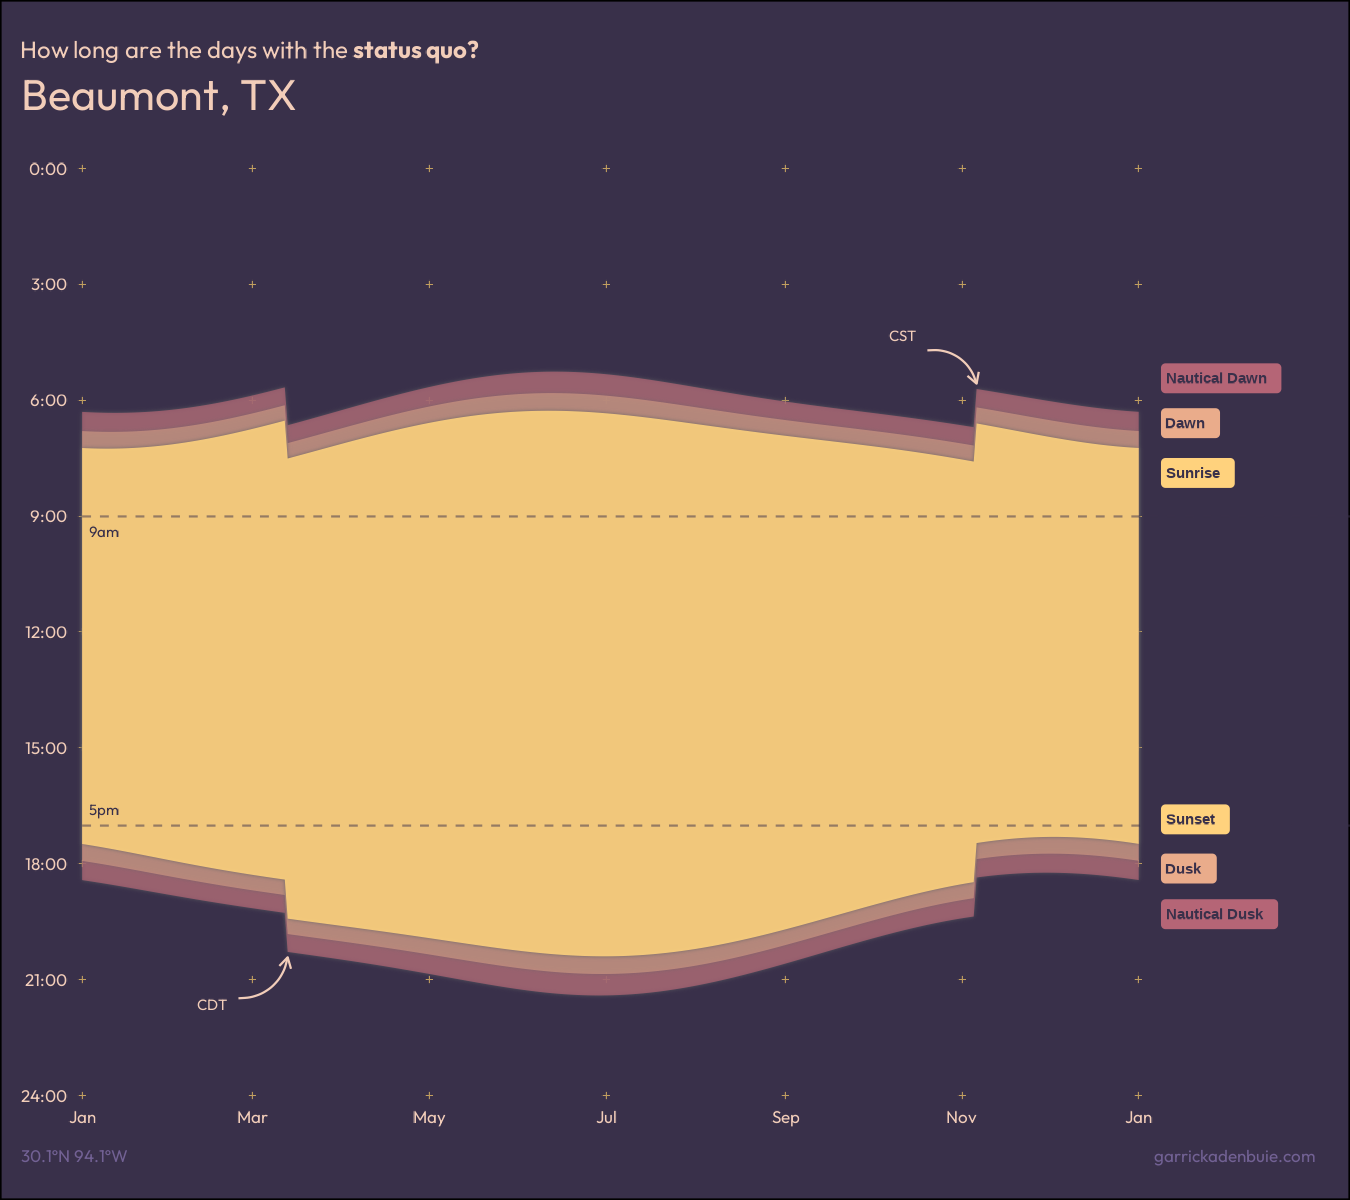 How long are the days with the status quo?
Beaumont, TX
0:00
3:00
CST
Nautical Dawn
6:00
Dawn
Sunrise
9:00
9am
12:00
15:00
5pm
Sunset
18:00
Dusk
Nautical Dusk
21:00
CDT
24:00
Jan Mar May Jul Sep Nov Jan
30.1°N 94.1°W
garrickadenbuie.com